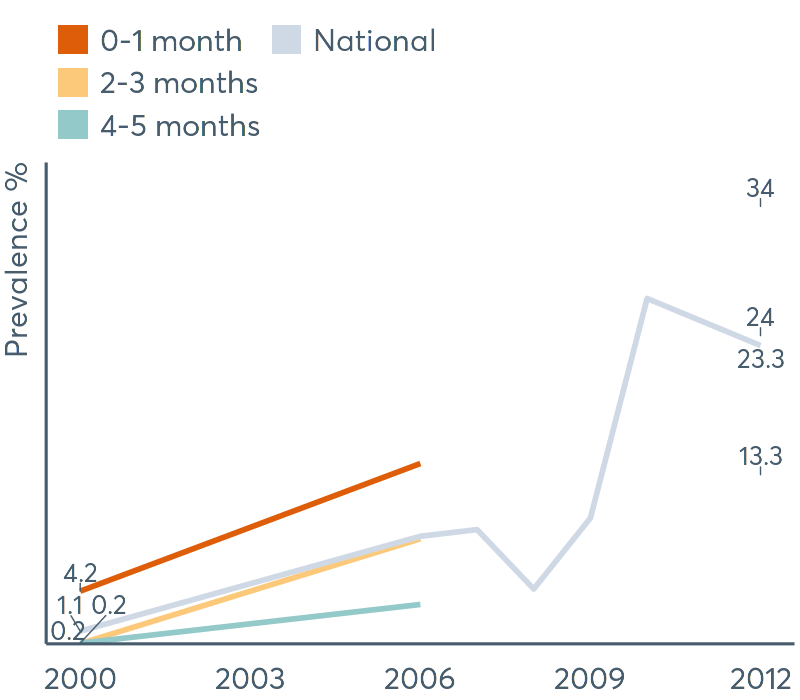 0-1 month National
2-3 months
4-5 months
Prevalence %
34
24
23.3
13.3
4.2
1.1 0.2
0.2
2000 2003 2006 2009 2012